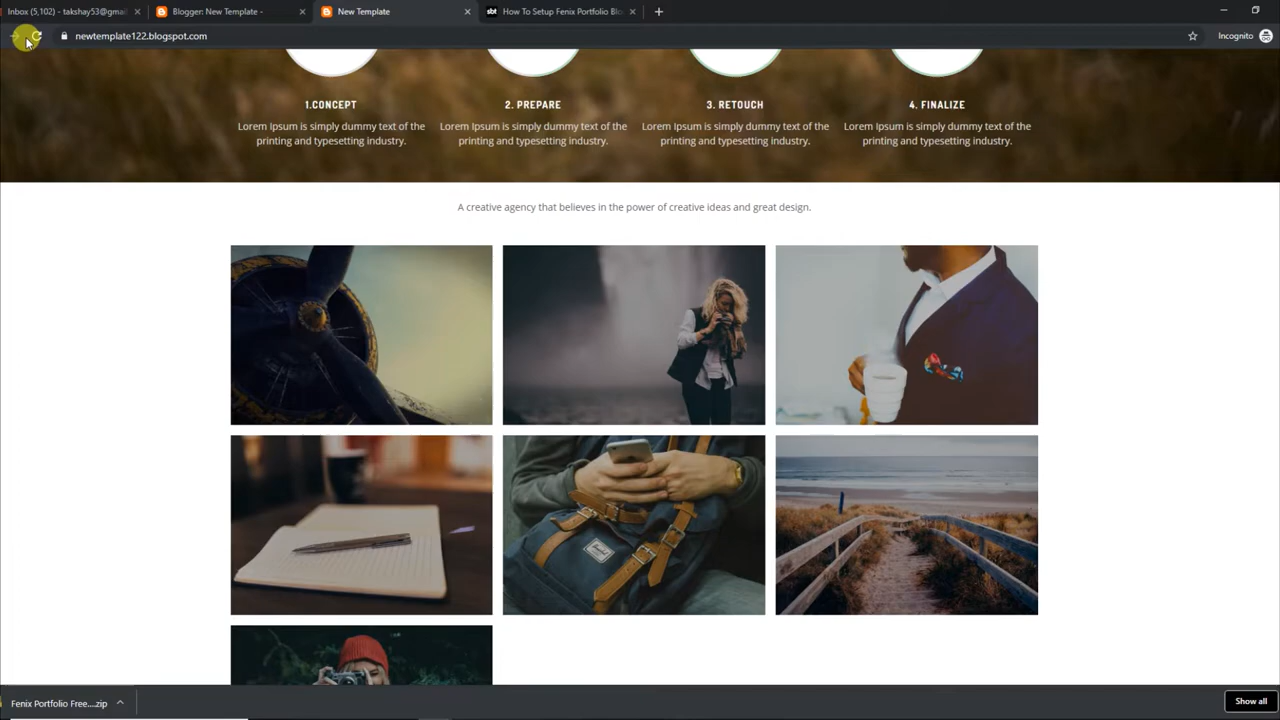 Inbox (5,102) - takshay53@gmail
Blogger: New Template -
New Template
sbt How To Setup Fenix Portfolio Blo
newtemplate122.blogspot.com
Incognito
1.CONCEPT
Lorem Ipsum is simply dummy text of the
printing and typesetting industry.
2. PREPARE
Lorem Ipsum is simply dummy text of the
printing and typesetting industry.
3. RETOUCH
Lorem Ipsum is simply dummy text of the
printing and typesetting industry.
4. FINALIZE
Lorem Ipsum is simply dummy text of the
printing and typesetting industry.
A creative agency that believes in the power of creative ideas and great design.
Herschel
Fenix Portfolio Free....zip
Show all